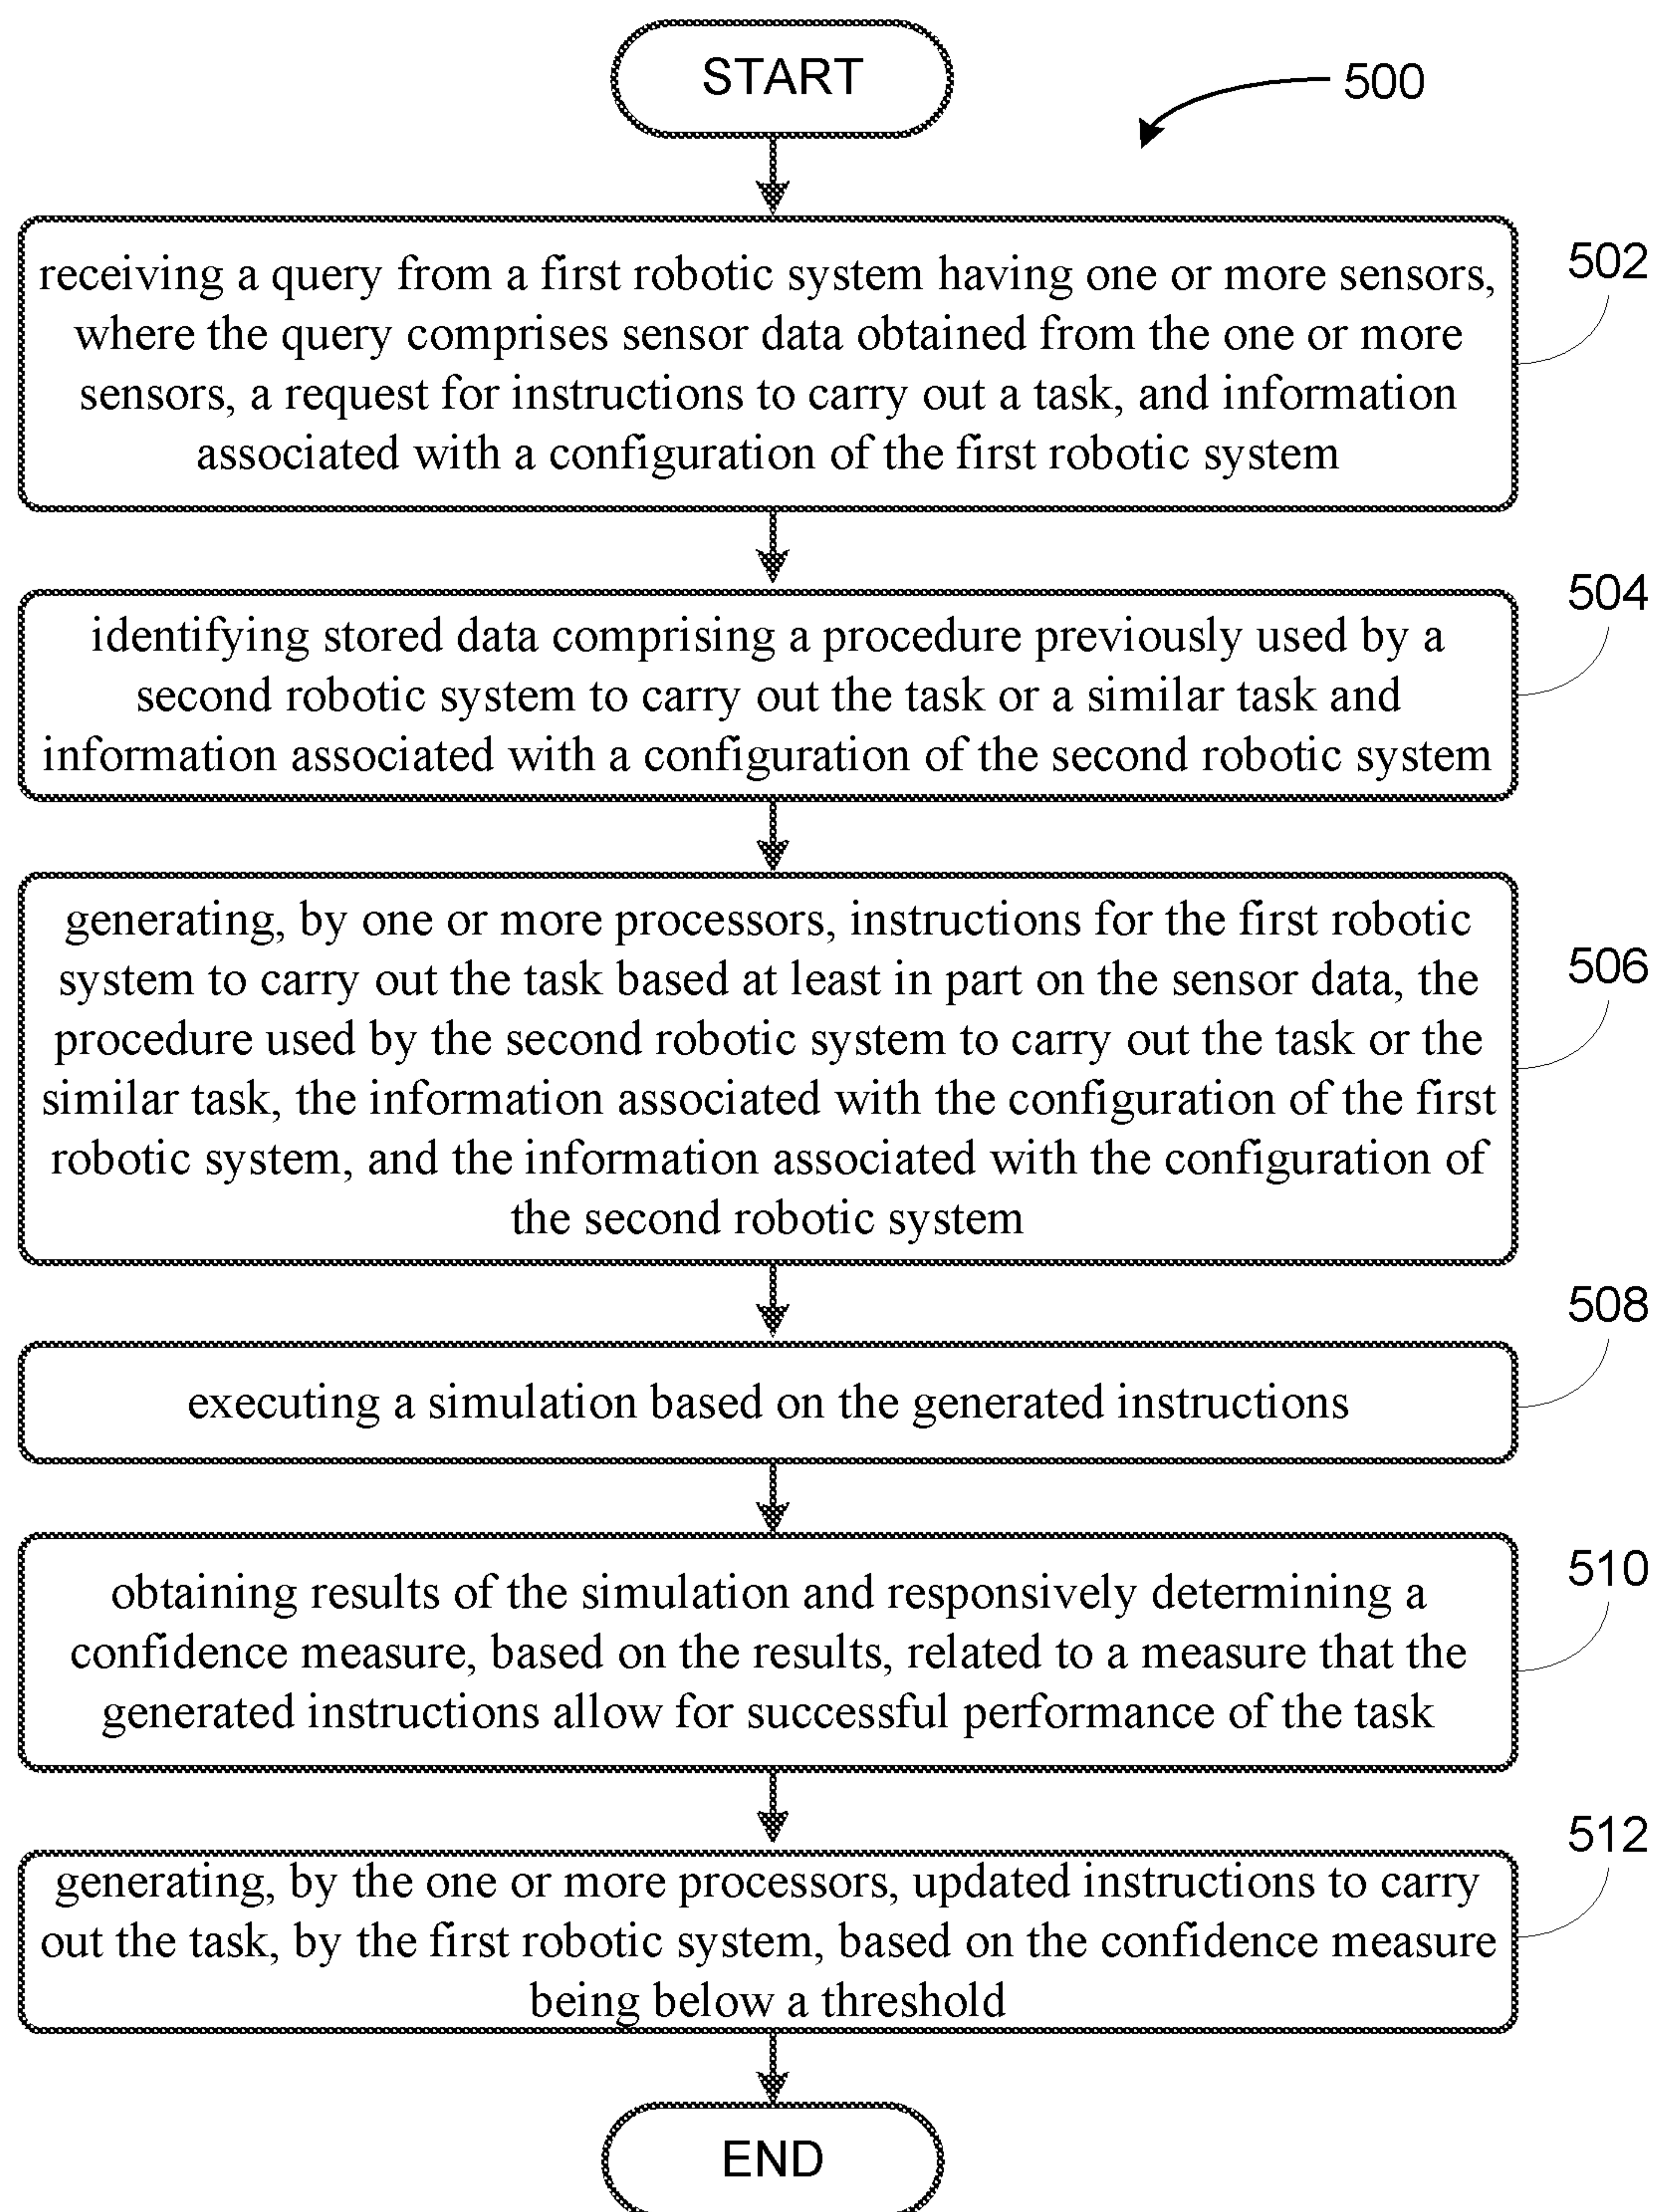 START
500
receiving a query from a first robotic system having one or more sensors,
where the query comprises sensor data obtained from the one or more
sensors, a request for instructions to carry out a task, and information
associated with a configuration of the first robotic system
502
identifying stored data comprising a procedure previously used by a
second robotic system to carry out the task or a similar task and
information associated with a configuration of the second robotic system
504
generating, by one or more processors, instructions for the first robotic
system to carry out the task based at least in part on the sensor data, the
procedure used by the second robotic system to carry out the task or the
similar task, the information associated with the configuration of the first
robotic system, and the information associated with the configuration of
the second robotic system
506
executing a simulation based on the generated instructions
508
obtaining results of the simulation and responsively determining a
confidence measure, based on the results, related to a measure that the
generated instructions allow for successful performance of the task
510
generating, by the one or more processors, updated instructions to carry
out the task, by the first robotic system, based on the confidence measure
being below a threshold
512
END